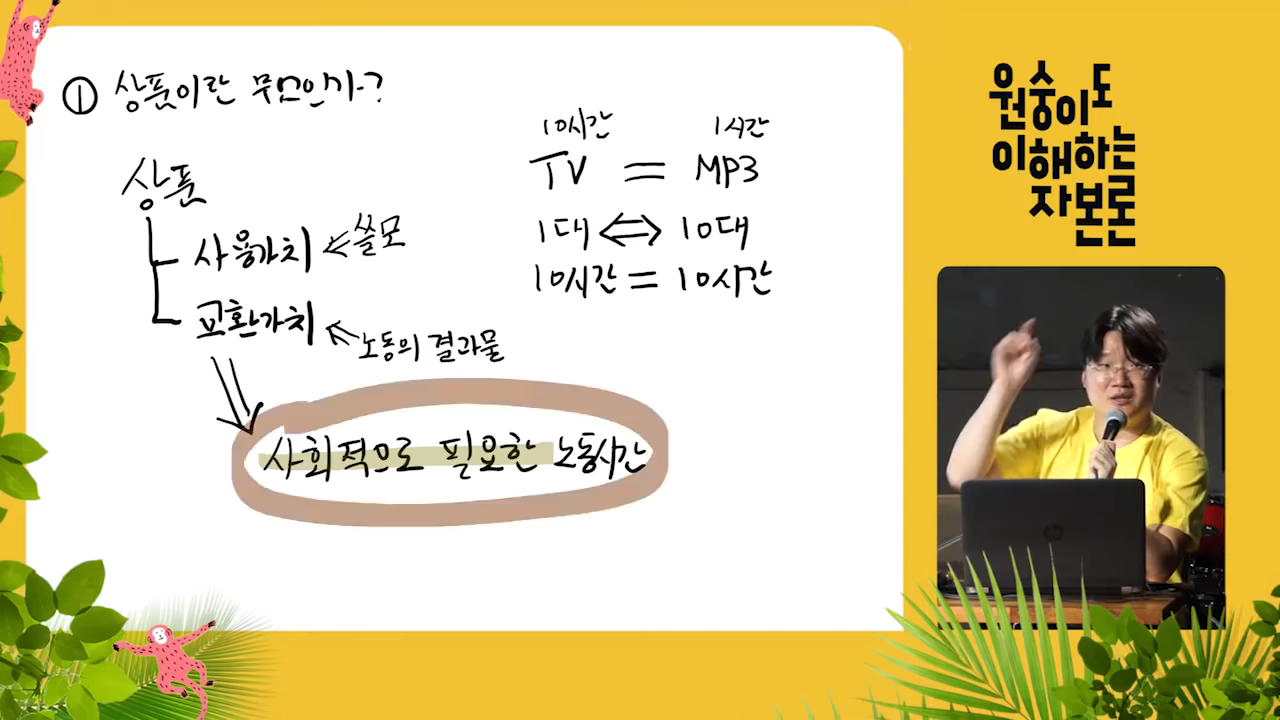 ① 상품이란 무엇인가?
상품
사용가치 ← 쓸모
교환가치 ← 노동의 결과물
사회적으로 필요한 노동시간
10시간 1시간
TV = MP3
1대 ⇔ 10대
10시간 = 10시간
원숭이도
이해하는
자본론
hp